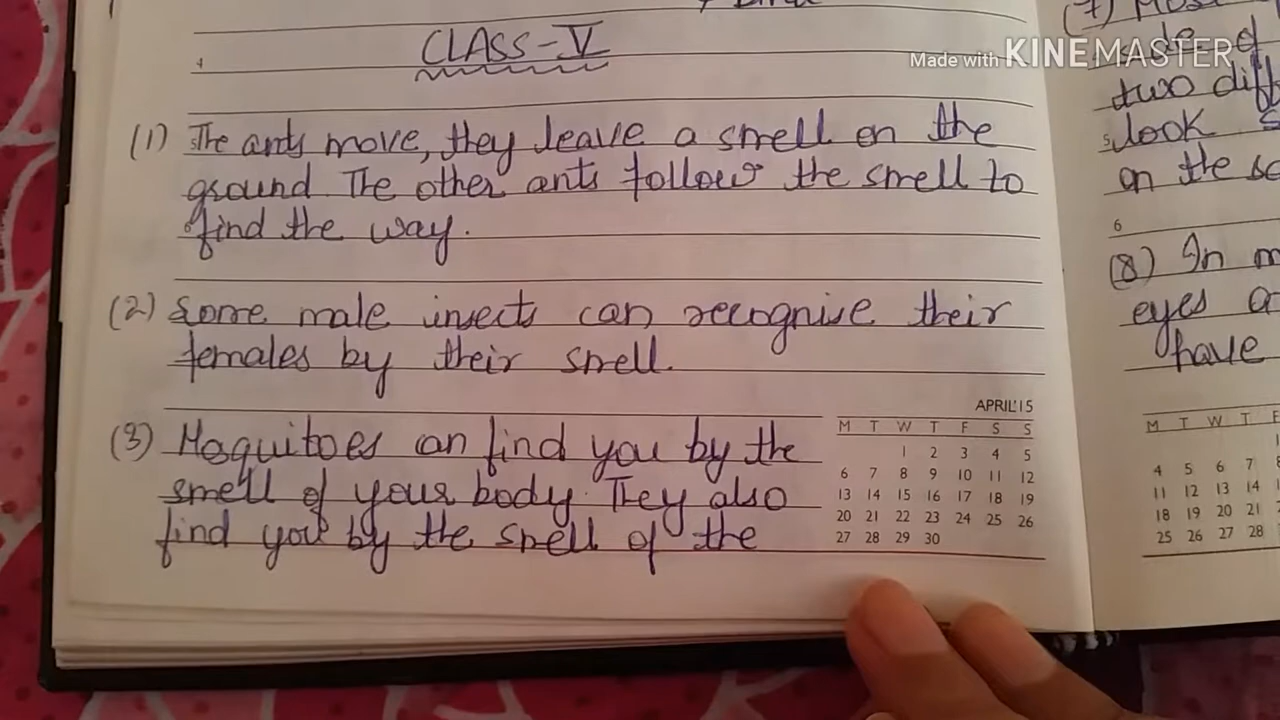 CLASS-V
Made with KINEMASTER
(1) The ants move, they leave a smell on the
ground. The other ants follow the smell to
find the way.
(2) Some male insects can recognise their
females by their smell.
(3) Mosquitoes can find you by the
smell of your body. They also
find you by the smell of the
APRIL'15
M T W T F S S
1 2 3 4 5
6 7 8 9 10 11 12
13 14 15 16 17 18 19
20 21 22 23 24 25 26
27 28 29 30
(7)
side of
two
look
on the
6
(8) In
eyes
have
M T W T F
4 5 6 7
11 12 13 14
18 19 20 21
25 26 27 28